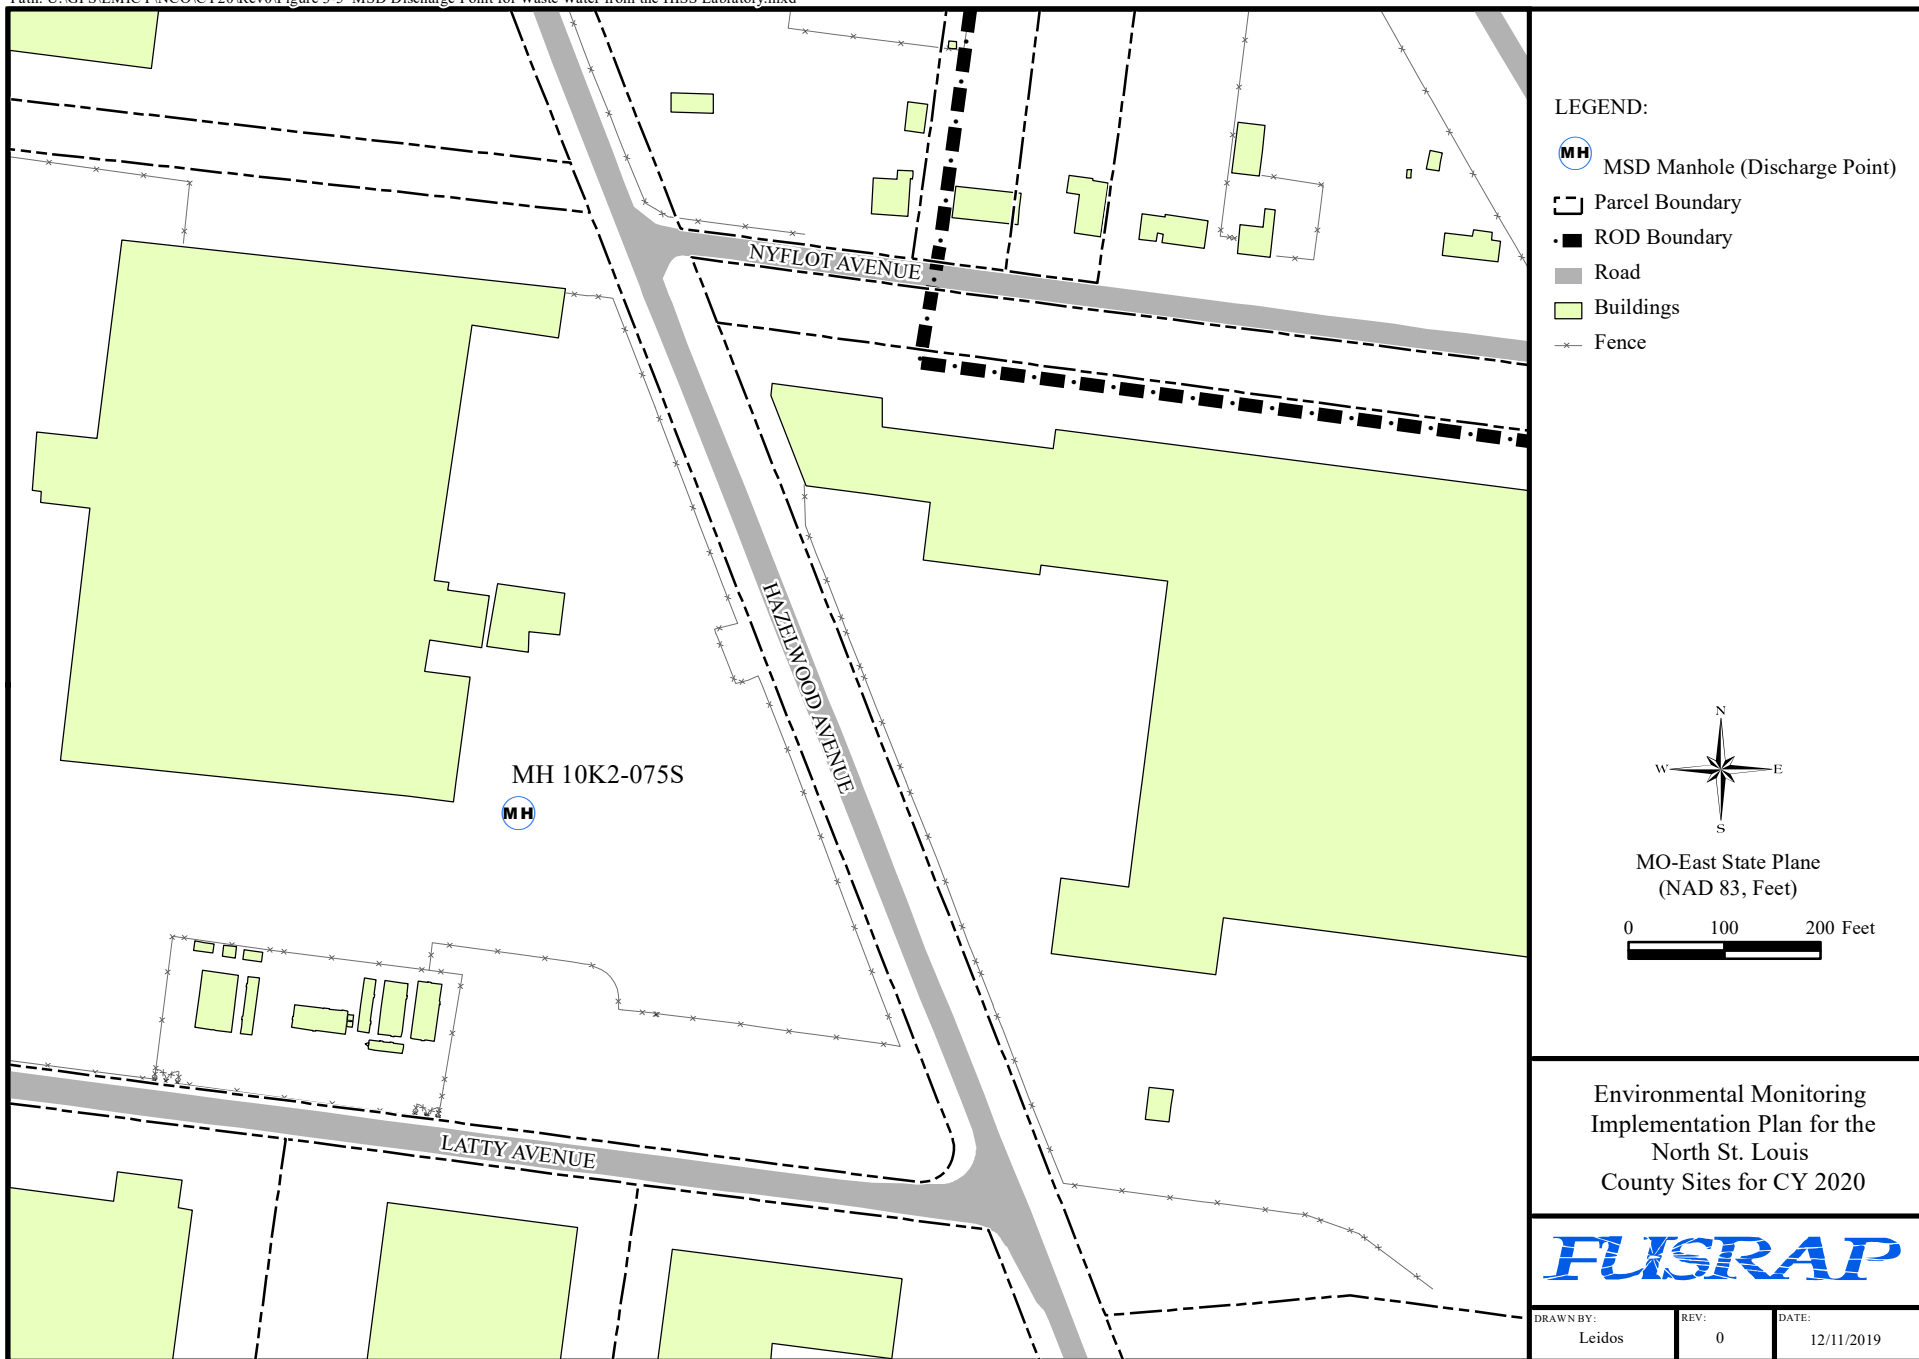 NYFLOT AVENUE
HAZELWOOD AVENUE
MH 10K2-075S
MH
LATTY AVENUE
LEGEND:
MH
MSD Manhole (Discharge Point)
Parcel Boundary
ROD Boundary
Road
Buildings
Fence
N
W E
S
MO-East State Plane
(NAD 83, Feet)
0 100 200 Feet
Environmental Monitoring
Implementation Plan for the
North St. Louis
County Sites for CY 2020
FUSRAP
DRAWN BY: REV: DATE:
Leidos 0 12/11/2019